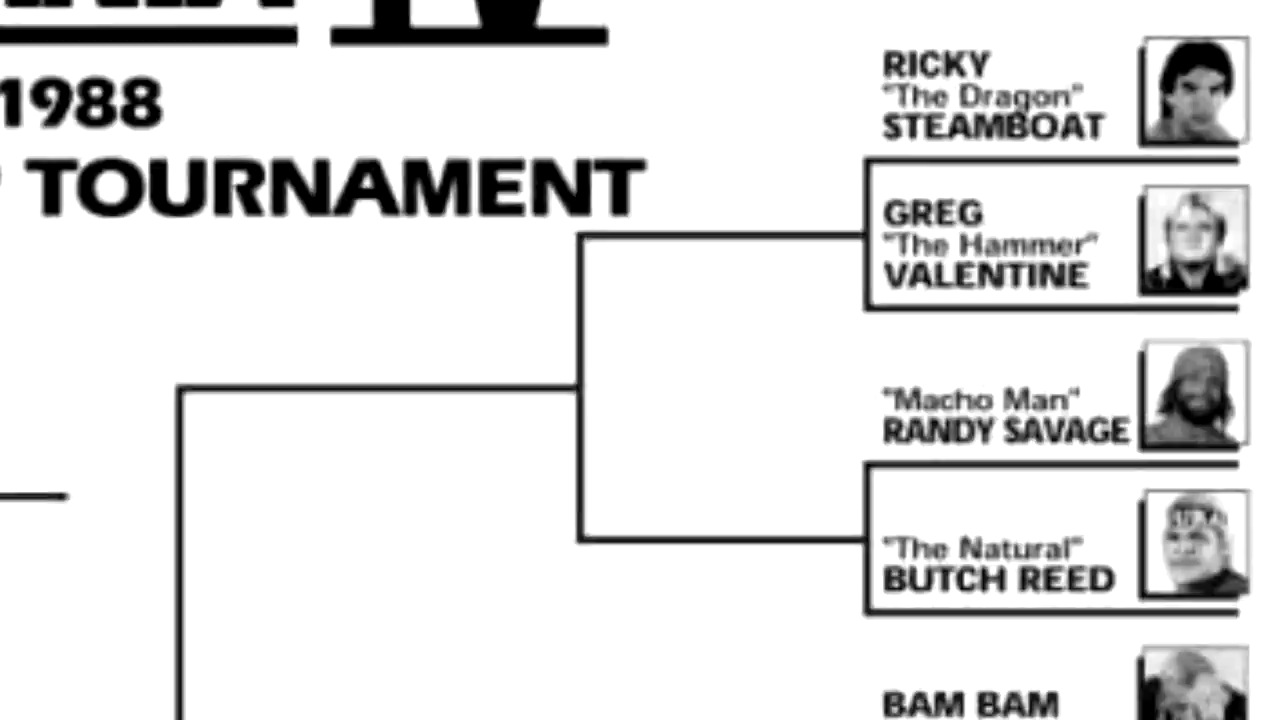 IV
1988
TOURNAMENT
RICKY
"The Dragon"
STEAMBOAT
GREG
"The Hammer"
VALENTINE
"Macho Man"
RANDY SAVAGE
"The Natural"
BUTCH REED
BAM BAM